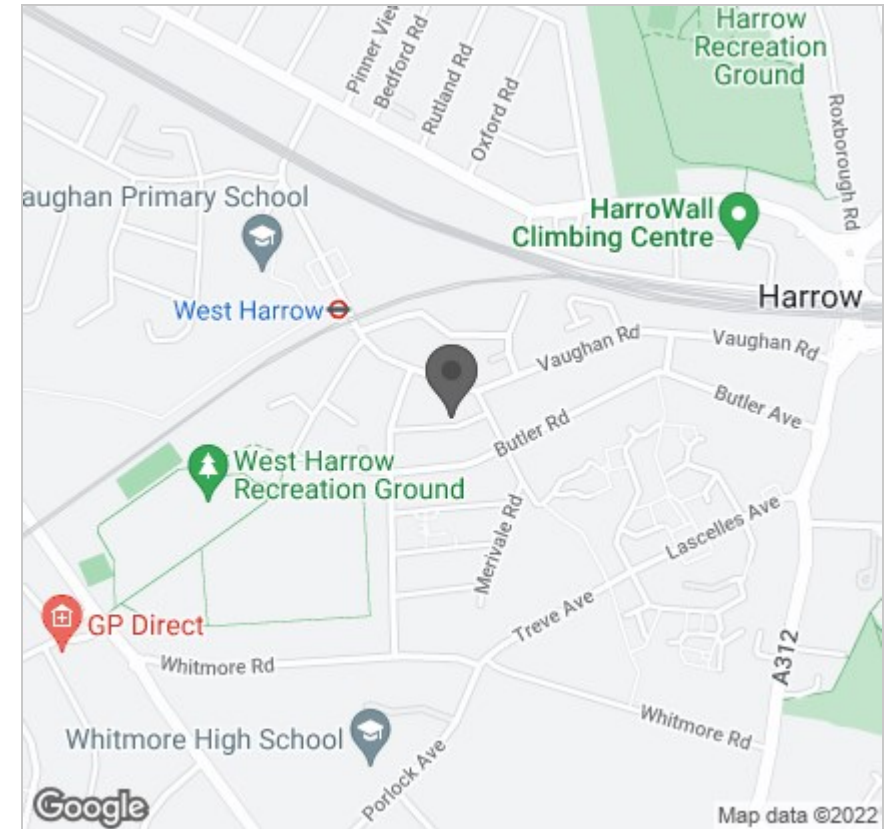 Harrow
Recreation
Ground
Pinner View
Bedford Rd
Rutland Rd
Oxford Rd
Roxborough Rd
aughan Primary School
HarroWall
Climbing Centre
West Harrow
Harrow
Vaughan Rd
Vaughan Rd
Butler Ave
Butler Rd
West Harrow
Recreation Ground
Merivale Rd
Lascelles Ave
Treve Ave
GP Direct
A312
Whitmore Rd
Whitmore Rd
Whitmore High School
Porlock Ave
Google
Map data ©2022